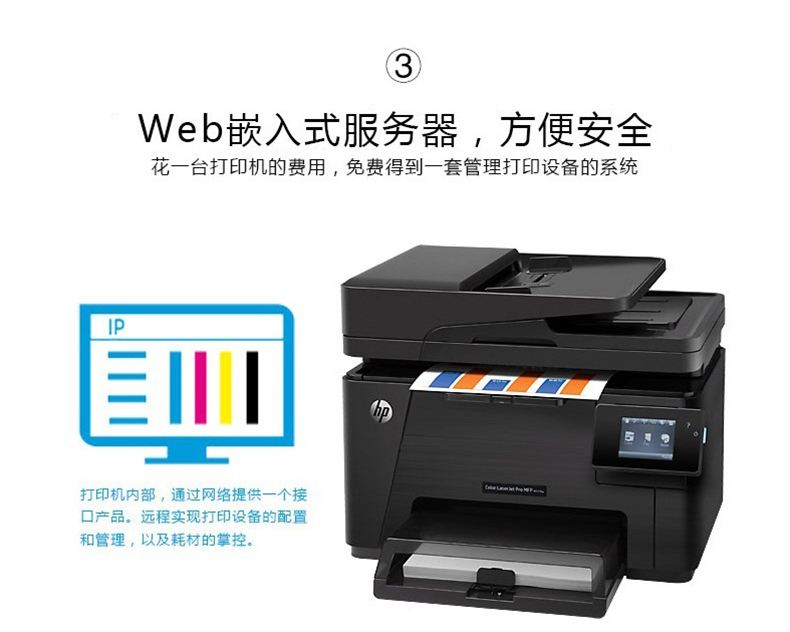 ③
Web嵌入式服务器，方便安全
花一台打印机的费用，免费得到一套管理打印设备的系统
IP
打印机内部，通过网络提供一个接
口产品。远程实现打印设备的配置
和管理，以及耗材的掌控。
hp
Color LaserJet Pro MFP